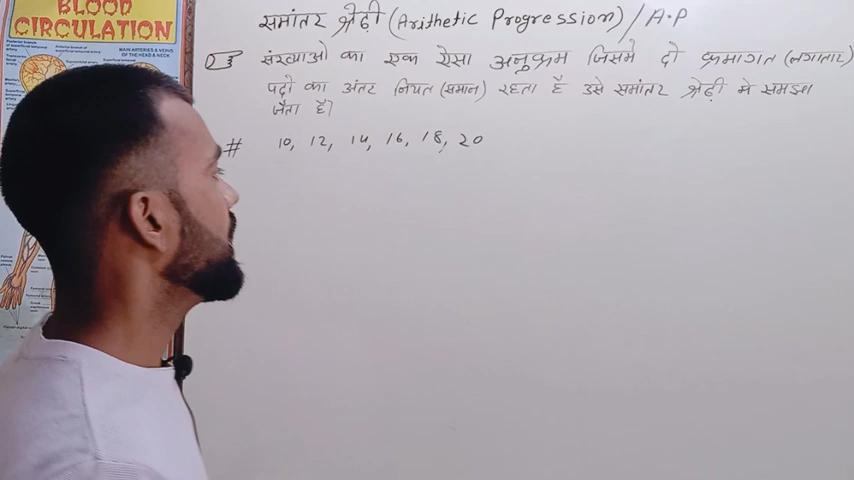 BLOOD
CIRCULATION
MAIN ARTERIES & VEINS
OF THE HEAD & NECK
समांतर श्रेढ़ी (Arithetic Progression) / A.P
संख्याओ का एक ऐसा अनुक्रम जिसमे दो क्रमागत (लगातार)
पदों का अंतर नियत (समान) रहता है उसे समांतर श्रेढ़ी मे समझा
जैता है।
# 10, 12, 14, 16, 18, 20